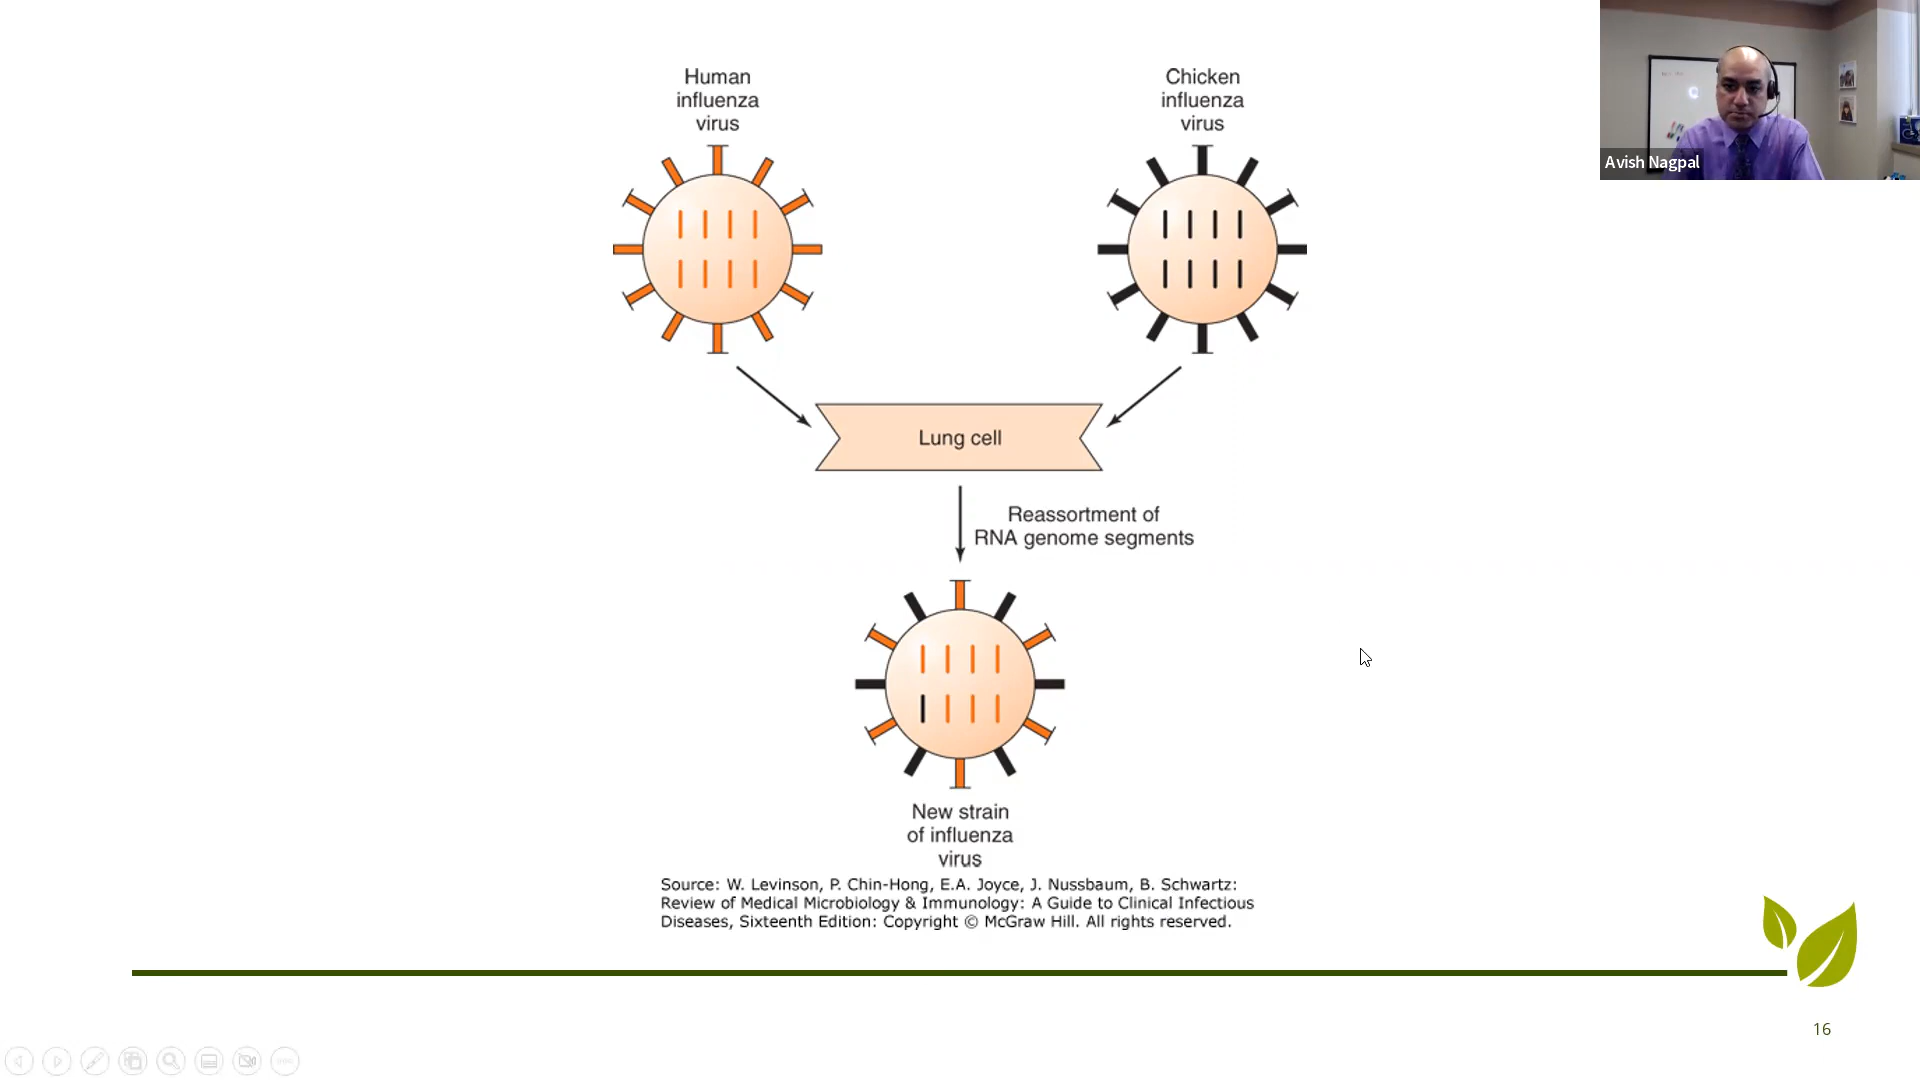 Human
influenza
virus
Chicken
influenza
virus
Avish Nagpal
Lung cell
Reassortment of
RNA genome segments
New strain
of influenza
virus
Source: W. Levinson, P. Chin-Hong, E.A. Joyce, J. Nussbaum, B. Schwartz:
Review of Medical Microbiology & Immunology: A Guide to Clinical Infectious
Diseases, Sixteenth Edition: Copyright © McGraw Hill. All rights reserved.
16